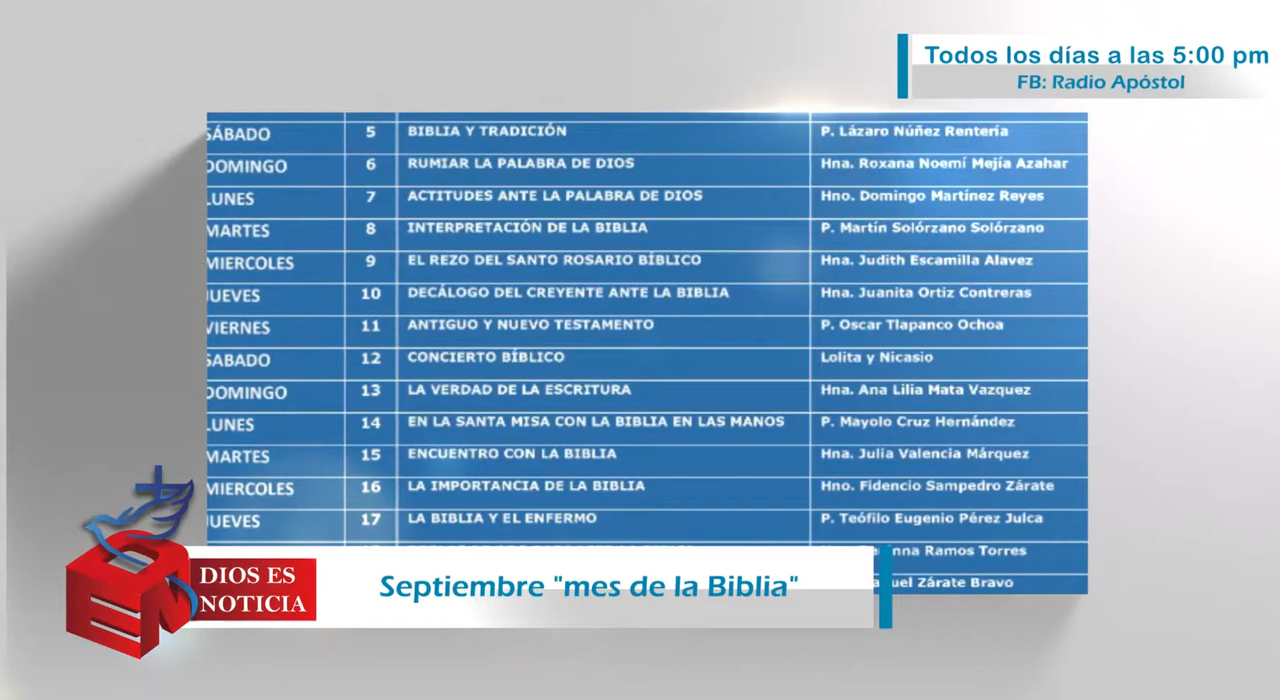 Todos los días a las 5:00 pm
FB: Radio Apóstol
SÁBADO 5 BIBLIA Y TRADICIÓN P. Lázaro Núñez Rentería
DOMINGO 6 RUMIAR LA PALABRA DE DIOS Hna. Roxana Noemí Mejía Azahar
LUNES 7 ACTITUDES ANTE LA PALABRA DE DIOS Hno. Domingo Martínez Reyes
MARTES 8 INTERPRETACIÓN DE LA BIBLIA P. Martín Solórzano Solórzano
MIERCOLES 9 EL REZO DEL SANTO ROSARIO BÍBLICO Hna. Judith Escamilla Alavez
JUEVES 10 DECÁLOGO DEL CREYENTE ANTE LA BIBLIA Hna. Juanita Ortiz Contreras
VIERNES 11 ANTIGUO Y NUEVO TESTAMENTO P. Oscar Tlapanco Ochoa
SABADO 12 CONCIERTO BÍBLICO Lolita y Nicasio
DOMINGO 13 LA VERDAD DE LA ESCRITURA Hna. Ana Lilia Mata Vazquez
LUNES 14 EN LA SANTA MISA CON LA BIBLIA EN LAS MANOS P. Mayolo Cruz Hernández
MARTES 15 ENCUENTRO CON LA BIBLIA Hna. Julia Valencia Márquez
MIERCOLES 16 LA IMPORTANCIA DE LA BIBLIA Hno. Fidencio Sampedro Zárate
JUEVES 17 LA BIBLIA Y EL ENFERMO P. Teófilo Eugenio Pérez Julca
Ramos Torres
Zárate Bravo
DEN
DIOS ES
NOTICIA
Septiembre "mes de la Biblia"